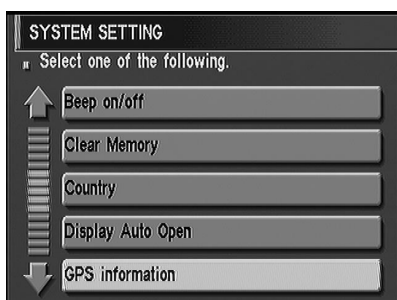 SYSTEM SETTING
Select one of the following.
Beep on/off
Clear Memory
Country
Display Auto Open
GPS information